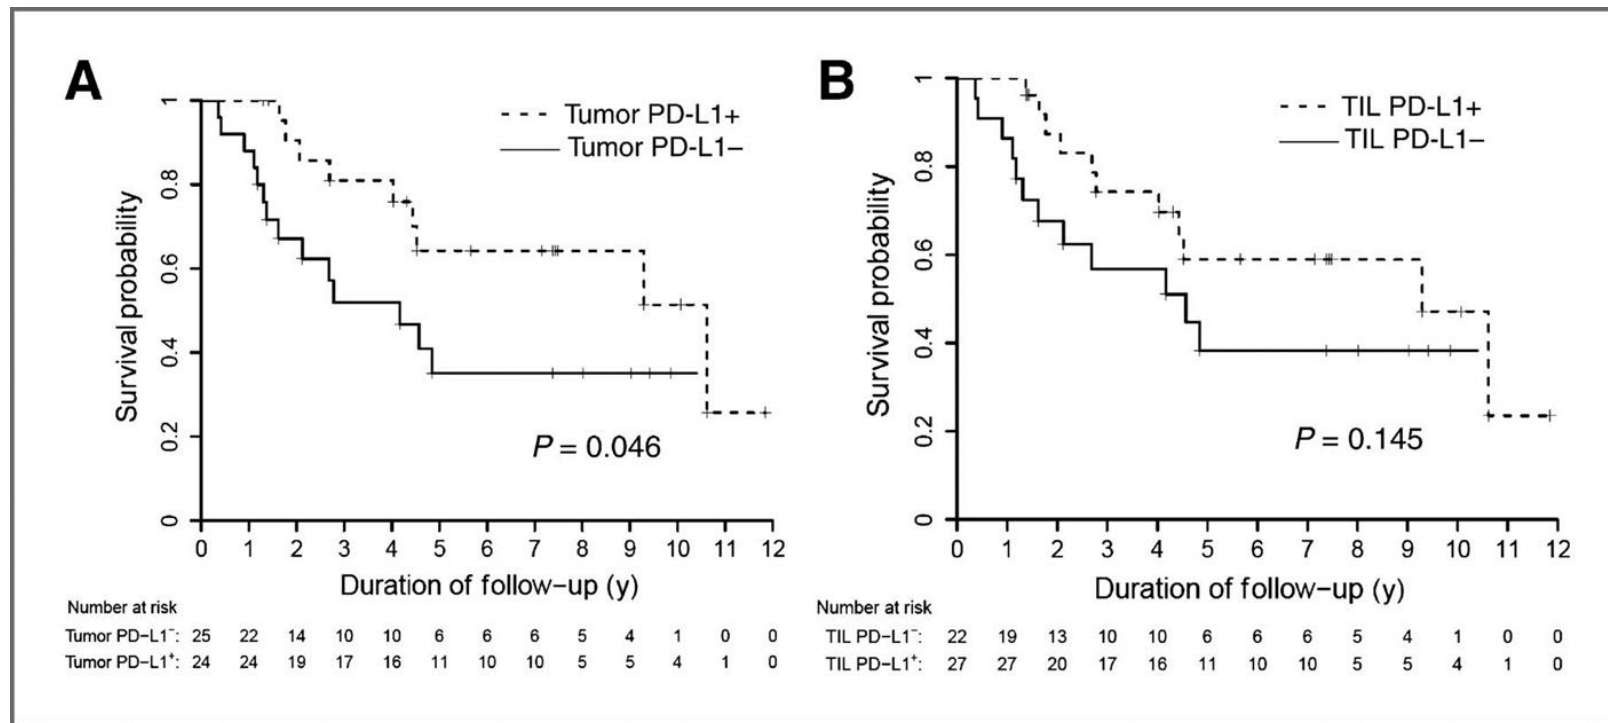 A
B
Tumor PD-L1+
Tumor PD-L1–
TIL PD-L1+
TIL PD-L1–
Survival probability
1
0.8
0.6
0.4
0.2
0
P = 0.046
0 1 2 3 4 5 6 7 8 9 10 11 12
Duration of follow–up (y)
Survival probability
1
0.8
0.6
0.4
0.2
0
P = 0.145
0 1 2 3 4 5 6 7 8 9 10 11 12
Duration of follow–up (y)
Number at risk
Tumor PD–L1⁻: 25 22 14 10 10 6 6 6 5 4 1 0 0
Tumor PD–L1⁺: 24 24 19 17 16 11 10 10 5 5 4 1 0
Number at risk
TIL PD–L1⁻: 22 19 13 10 10 6 6 6 5 4 1 0 0
TIL PD–L1⁺: 27 27 20 17 16 11 10 10 5 5 4 1 0